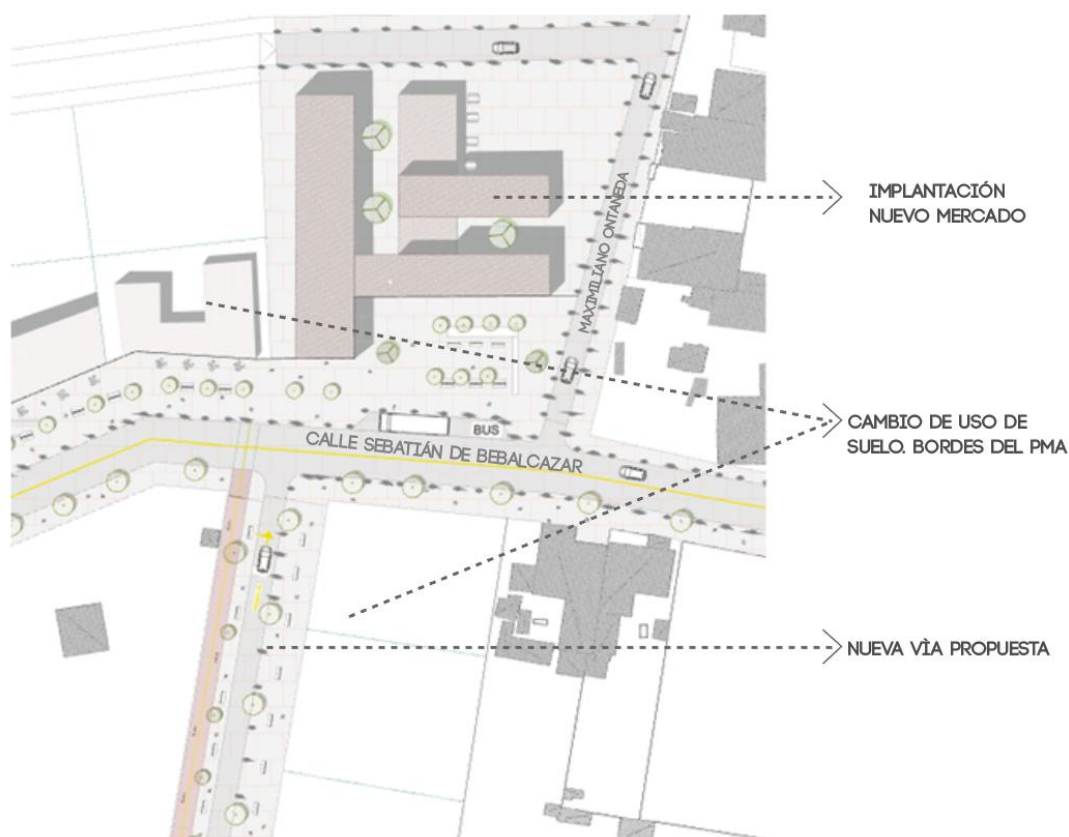 IMPLANTACIÓN
NUEVO MERCADO
MAXIMILIANO ONTANEDA
BUS
CALLE SEBATIÁN DE BEBALCAZAR
CAMBIO DE USO DE
SUELO. BORDES DEL PMA
NUEVA VÌA PROPUESTA